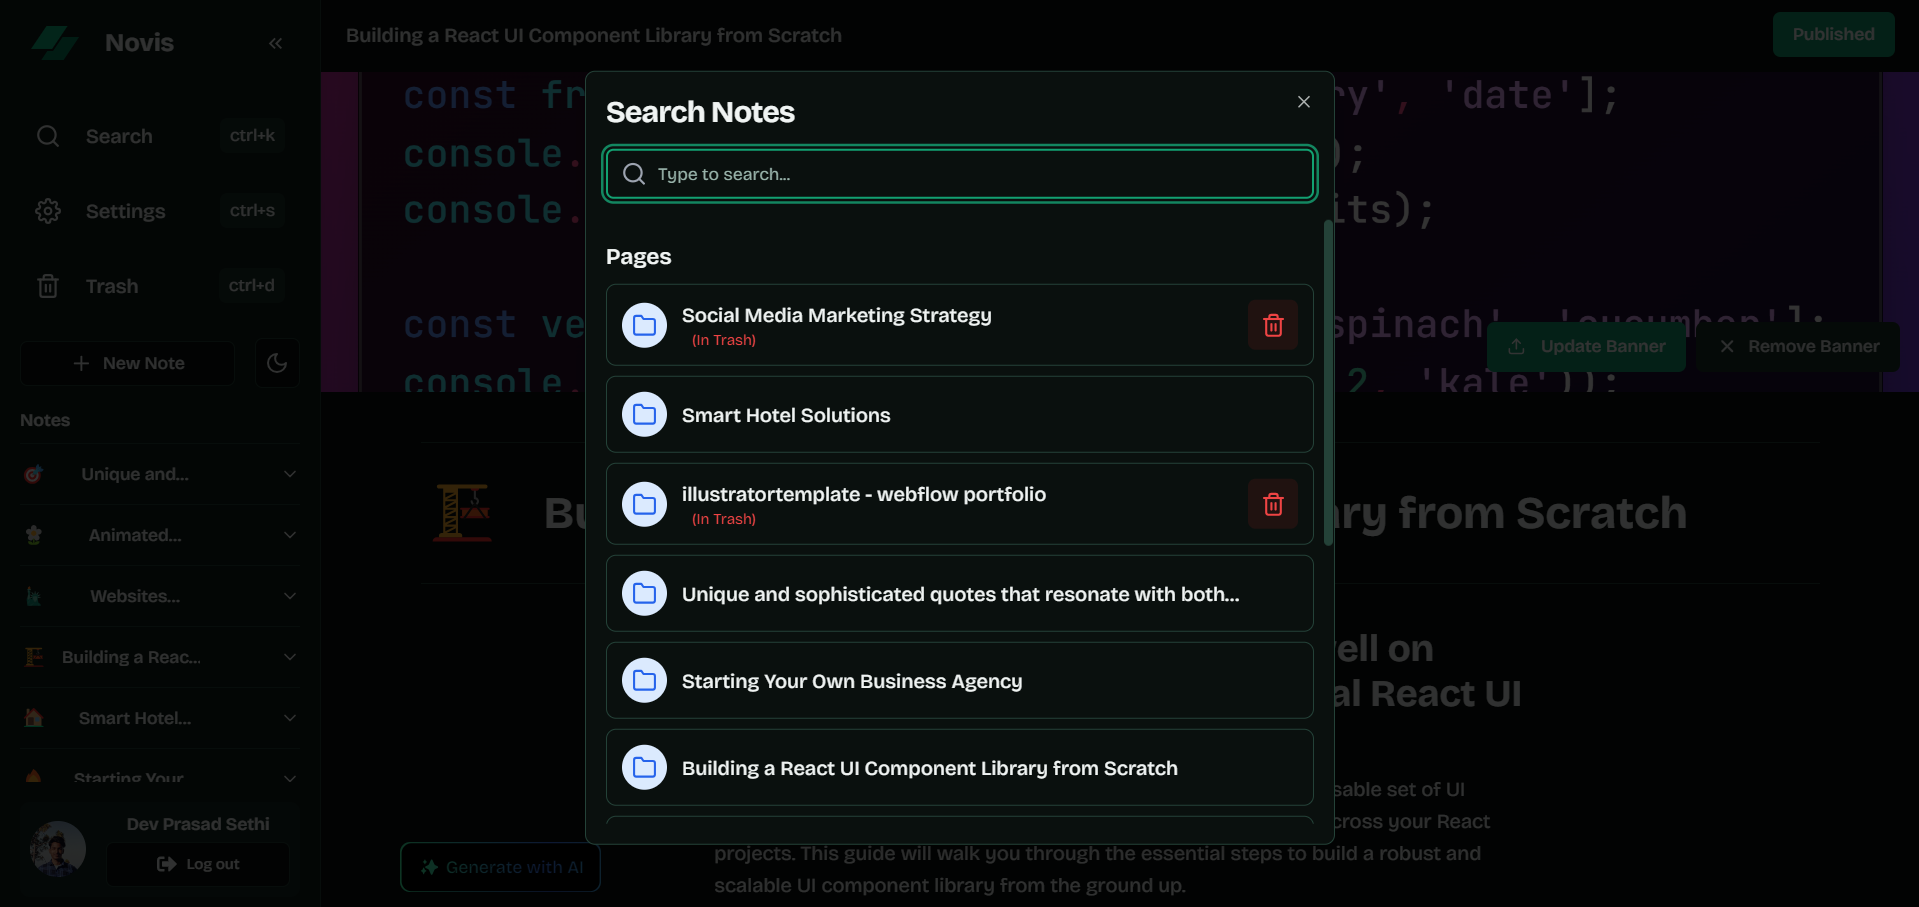 Novis
Search
ctrl+k
Settings
ctrl+s
Trash
ctrl+d
New Note
Notes
Unique and...
Animated...
Websites...
Building a Reac...
Smart Hotel...
Starting Your
Dev Prasad Sethi
Log out
Building a React UI Component Library from Scratch
Published
const fr
ry', 'date'];
console.
);
console.
its);
const ve
spinach', 'cucumber'];
console.
2, 'kale'));
Update Banner
Remove Banner
Search Notes
Type to search...
Pages
Social Media Marketing Strategy
(In Trash)
Smart Hotel Solutions
illustratortemplate - webflow portfolio
(In Trash)
Unique and sophisticated quotes that resonate with both...
Starting Your Own Business Agency
Building a React UI Component Library from Scratch
Bu
ry from Scratch
ell on
al React UI
sable set of UI
cross your React
projects. This guide will walk you through the essential steps to build a robust and
scalable UI component library from the ground up.
Generate with AI